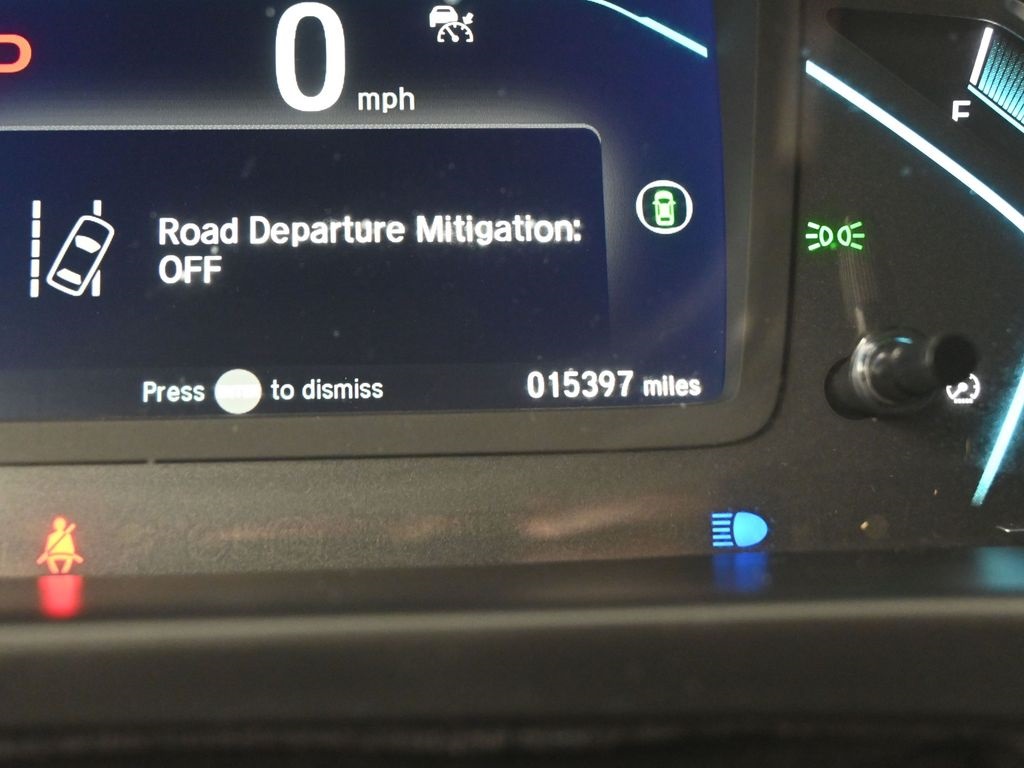 0
mph
F
Road Departure Mitigation:
OFF
Press to dismiss
015397 miles